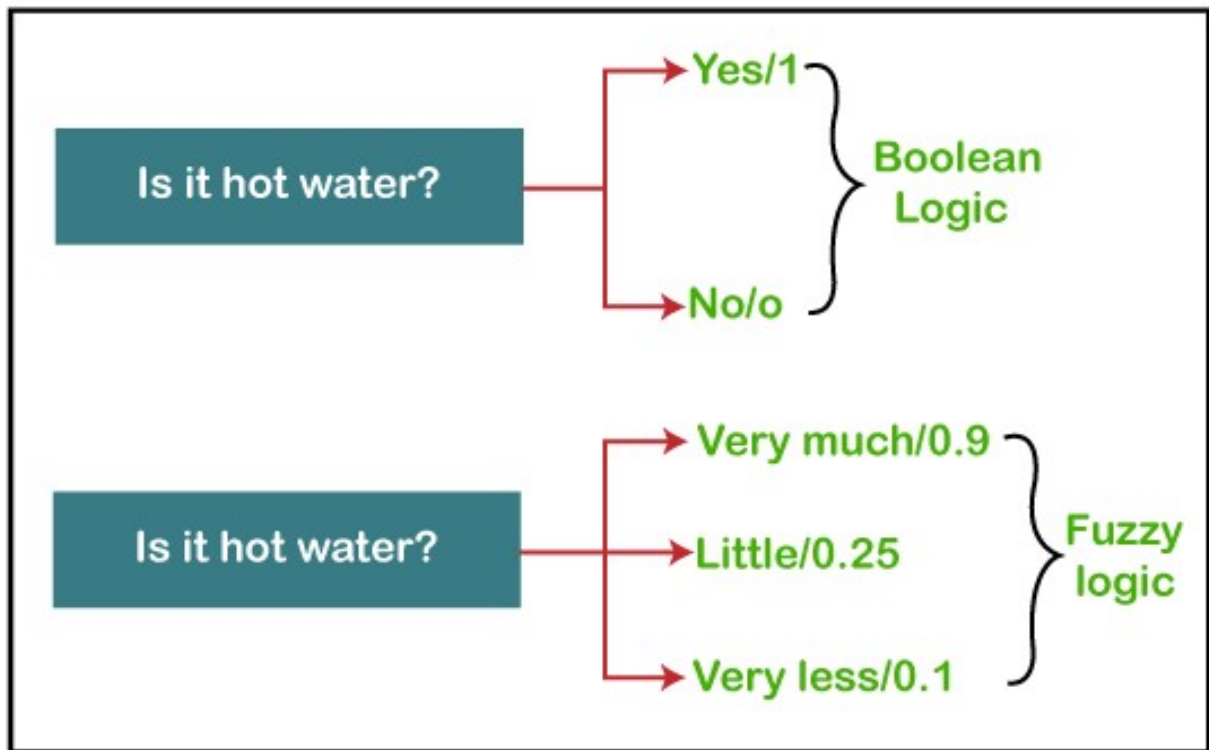 Is it hot water?
Yes/1
No/o
Boolean
Logic
Is it hot water?
Very much/0.9
Little/0.25
Very less/0.1
Fuzzy
logic